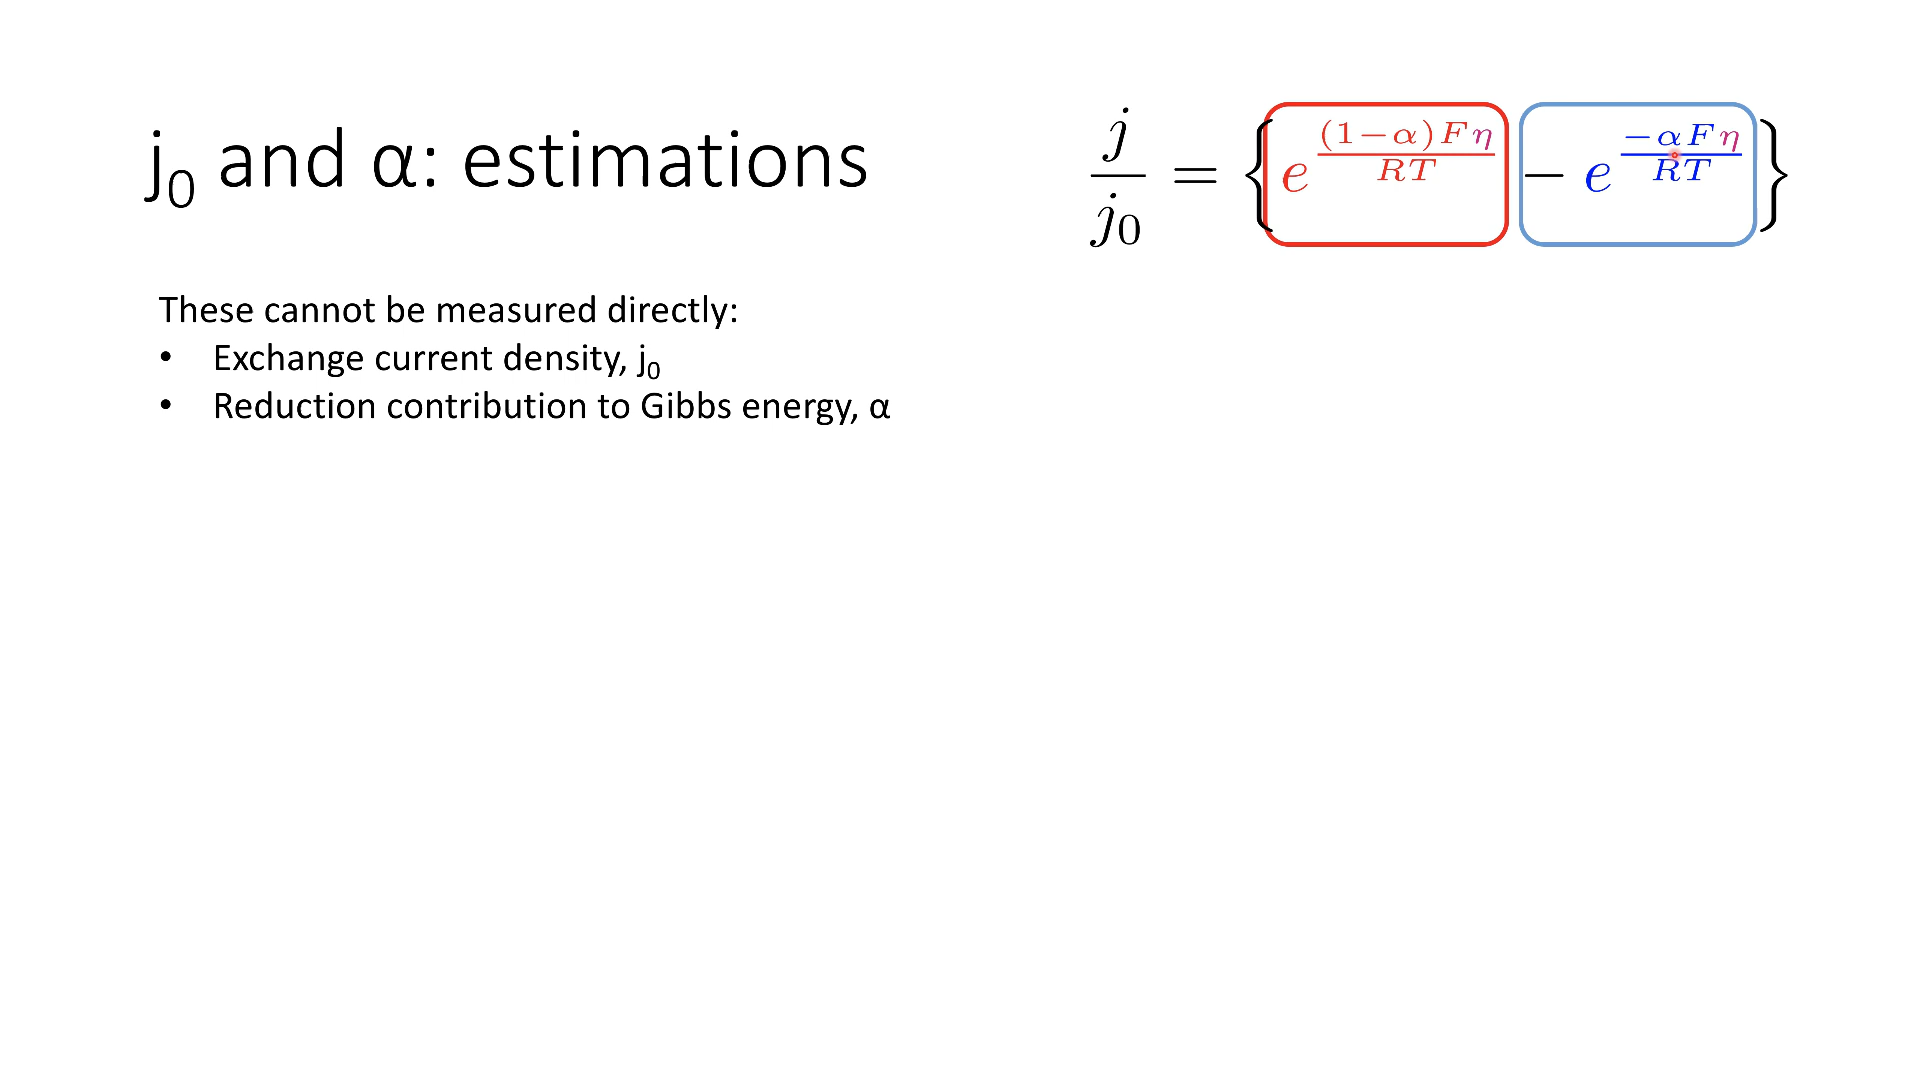 j₀ and α: estimations
j/j₀ = { e^((1−α)Fη/RT) − e^(−αFη/RT) }
These cannot be measured directly:
• Exchange current density, j₀
• Reduction contribution to Gibbs energy, α